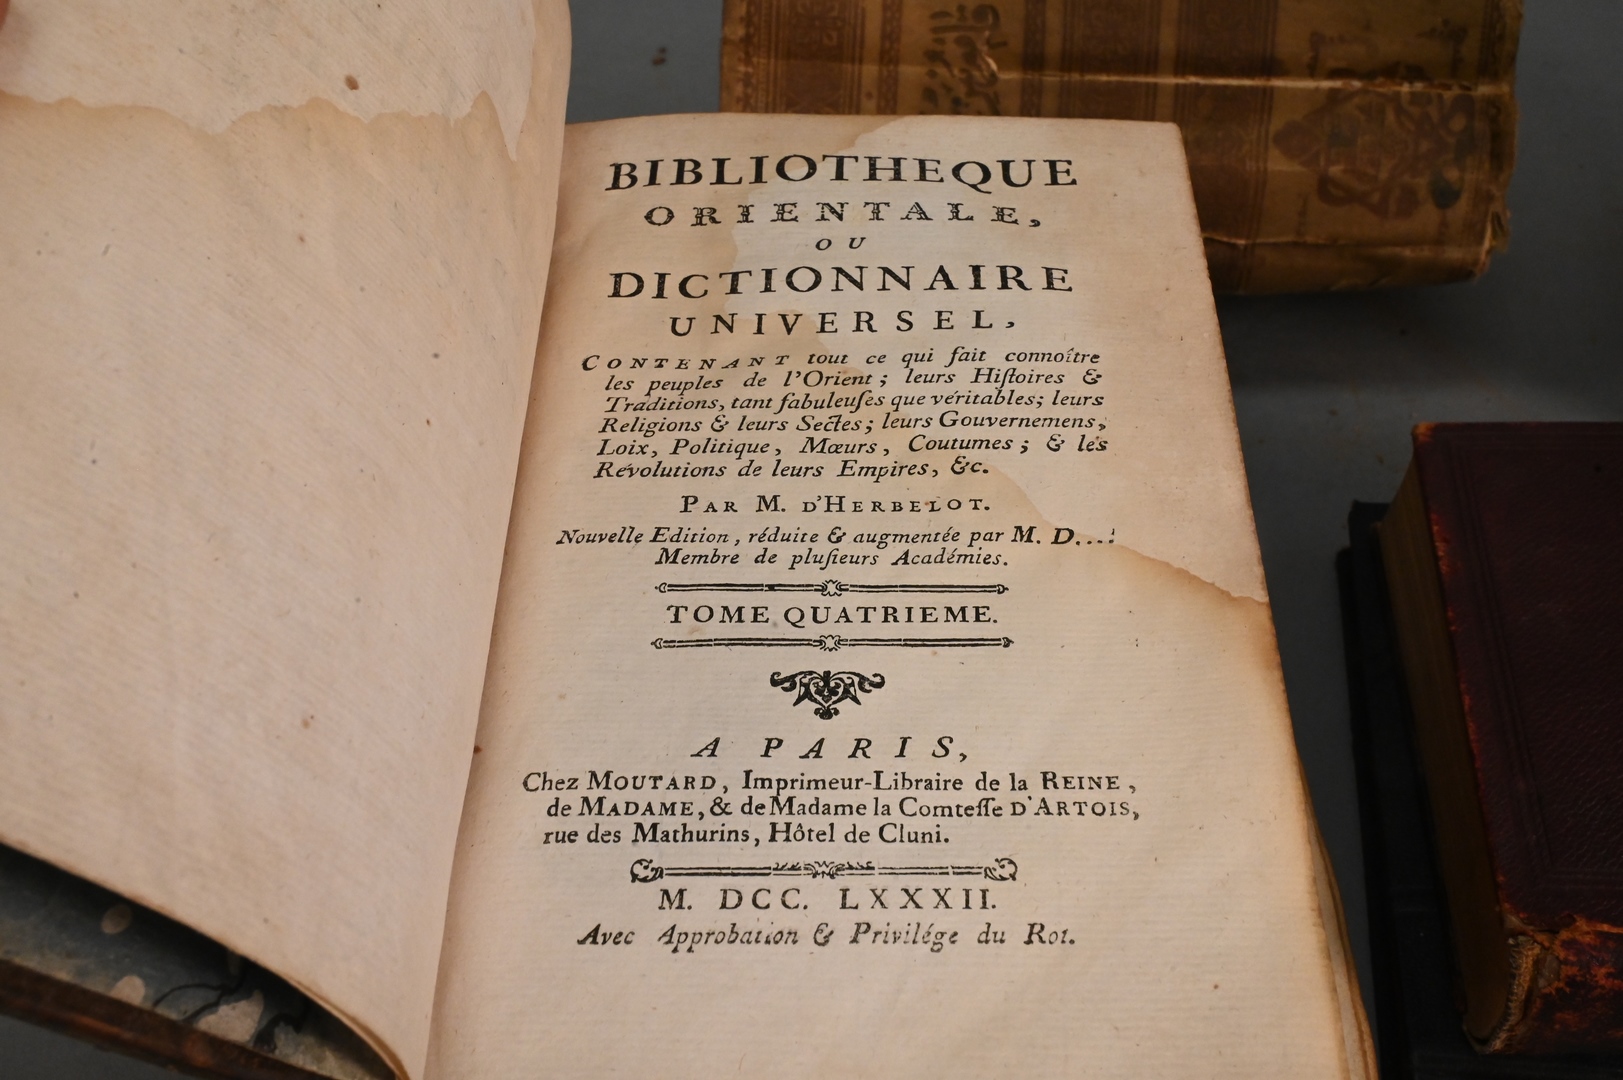 BIBLIOTHEQUE
ORIENTALE,
OU
DICTIONNAIRE
UNIVERSEL,
CONTENANT tout ce qui fait connoître
les peuples de l'Orient ; leurs Hiſtoires &
Traditions, tant fabuleuſes que véritables ; leurs
Religions & leurs Sectes ; leurs Gouvernemens,
Loix, Politique, Mœurs, Coutumes ; & les
Révolutions de leurs Empires, &c.
PAR M. D'HERBELOT.
Nouvelle Edition, réduite & augmentée par M. D...!
Membre de pluſieurs Académies.
TOME QUATRIEME.
A PARIS,
Chez MOUTARD, Imprimeur-Libraire de la REINE,
de MADAME, & de Madame la Comteſſe D'ARTOIS,
rue des Mathurins, Hôtel de Cluni.
M. DCC. LXXXII.
Avec Approbation & Privilége du Roi.